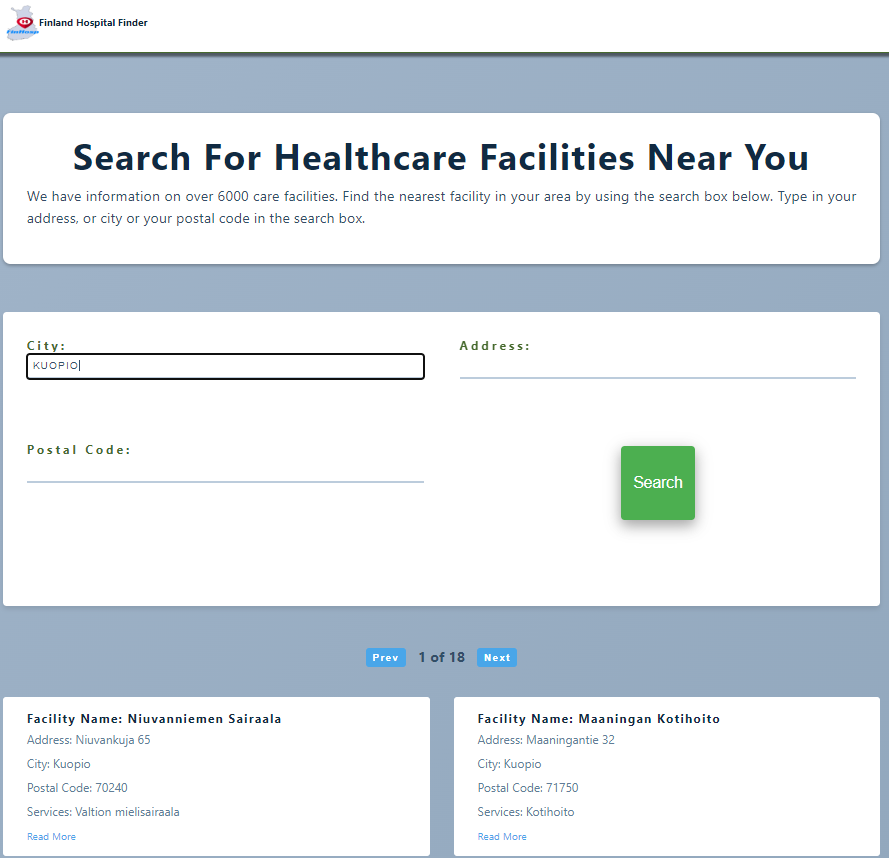 Finland Hospital Finder
Search For Healthcare Facilities Near You
We have information on over 6000 care facilities. Find the nearest facility in your area by using the search box below. Type in your
address, or city or your postal code in the search box.
City:
KUOPIO
Address:
Postal Code:
Search
Prev 1 of 18 Next
Facility Name: Niuvanniemen Sairaala
Address: Niuvankuja 65
City: Kuopio
Postal Code: 70240
Services: Valtion mielisairaala
Read More
Facility Name: Maaningan Kotihoito
Address: Maaningantie 32
City: Kuopio
Postal Code: 71750
Services: Kotihoito
Read More